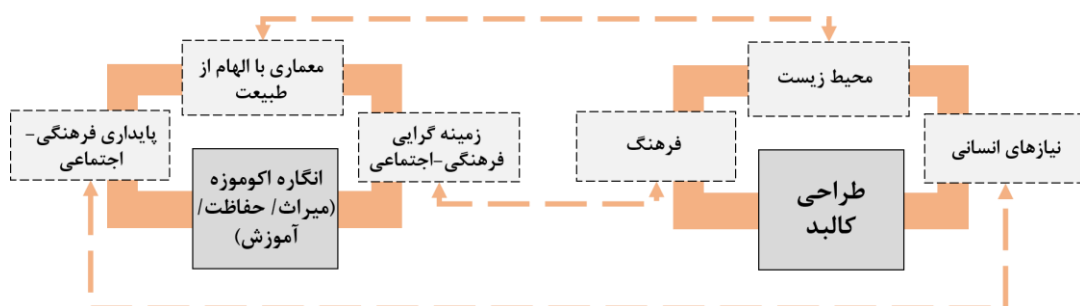 معماری با الهام از
طبیعت
محیط زیست
پایداری فرهنگی-
اجتماعی
زمینه گرایی
فرهنگی-اجتماعی
فرهنگ
نیازهای انسانی
انگاره اکوموزه
(میراث/ حفاظت/
آموزش)
طراحی
کالبد